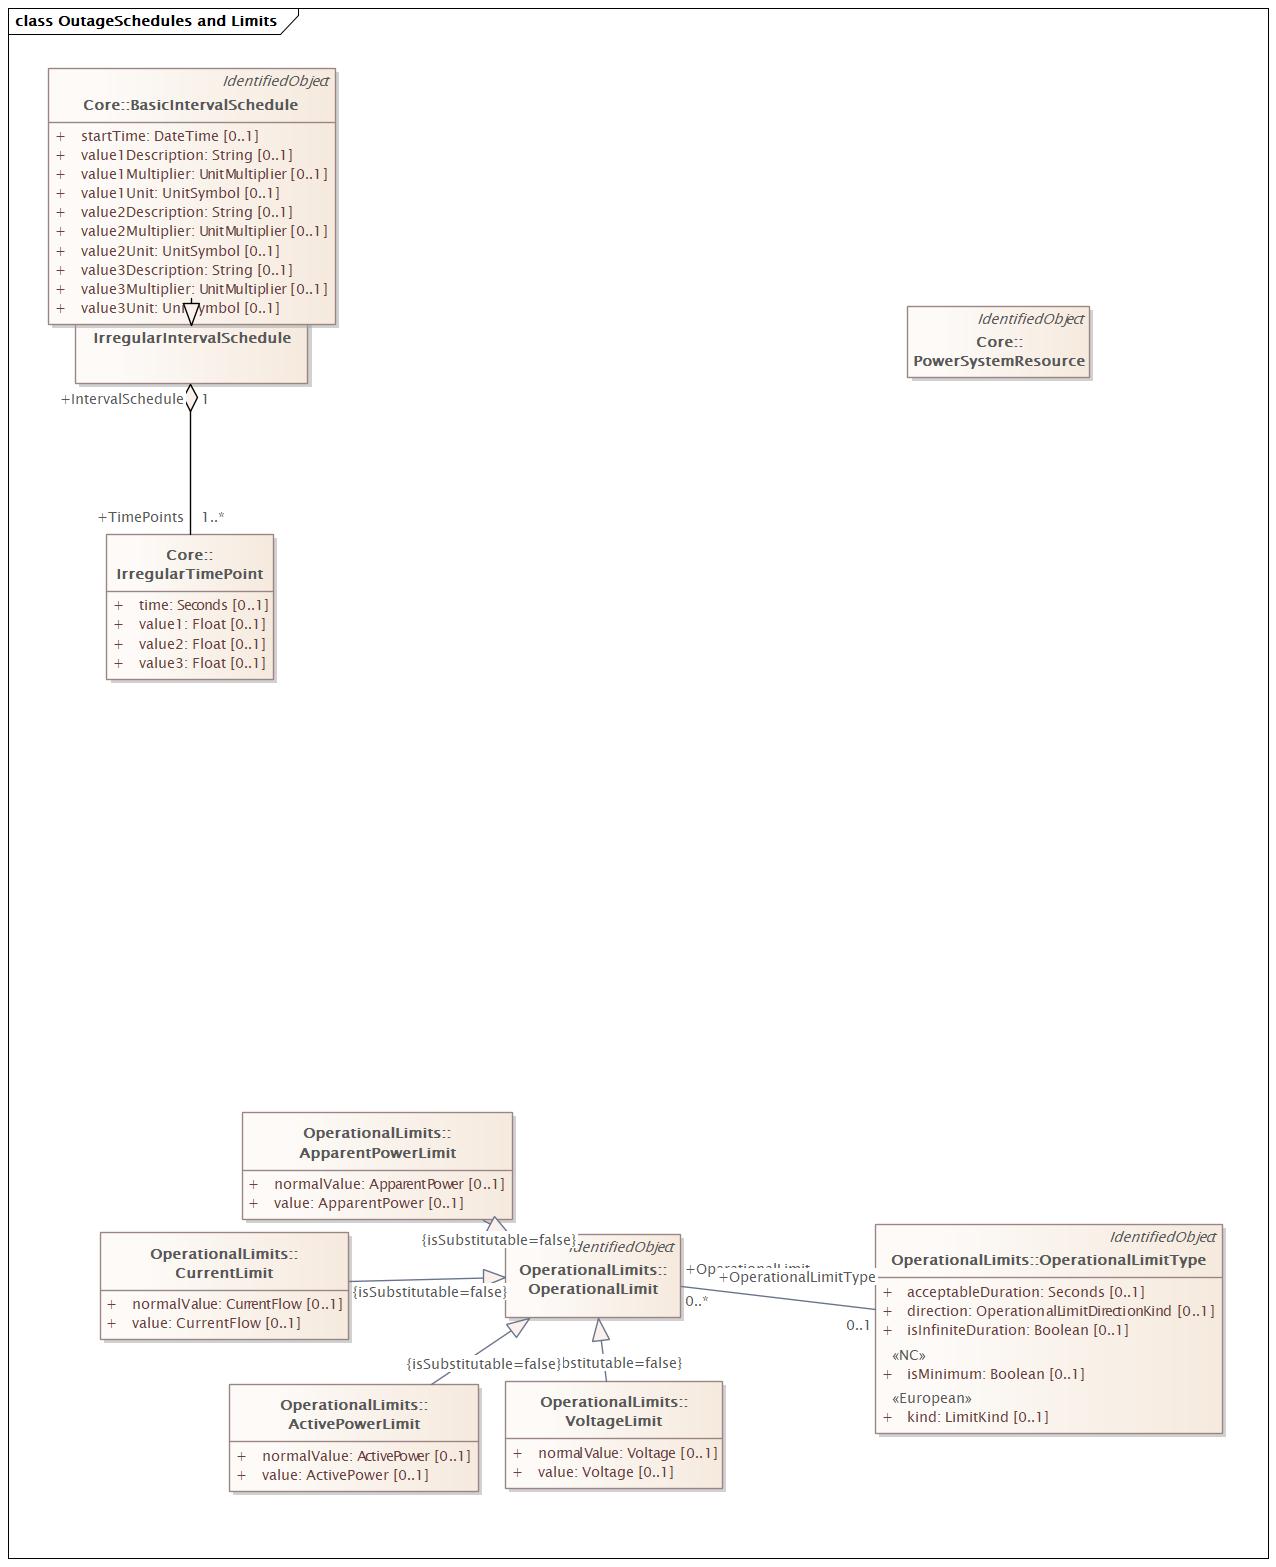 class OutageSchedules and Limits
IdentifiedObject
Core::BasicIntervalSchedule
+ startTime: DateTime [0..1]
+ value1Description: String [0..1]
+ value1Multiplier: UnitMultiplier [0..1]
+ value1Unit: UnitSymbol [0..1]
+ value2Description: String [0..1]
+ value2Multiplier: UnitMultiplier [0..1]
+ value2Unit: UnitSymbol [0..1]
+ value3Description: String [0..1]
+ value3Multiplier: UnitMultiplier [0..1]
+ value3Unit: UnitSymbol [0..1]
IrregularIntervalSchedule
+IntervalSchedule 1
+TimePoints 1..*
Core::
IrregularTimePoint
+ time: Seconds [0..1]
+ value1: Float [0..1]
+ value2: Float [0..1]
+ value3: Float [0..1]
IdentifiedObject
Core::
PowerSystemResource
OperationalLimits::
ApparentPowerLimit
+ normalValue: ApparentPower [0..1]
+ value: ApparentPower [0..1]
{isSubstitutable=false}
OperationalLimits::
CurrentLimit
+ normalValue: CurrentFlow [0..1]
+ value: CurrentFlow [0..1]
{isSubstitutable=false}
IdentifiedObject
OperationalLimits::
OperationalLimit
+OperationalLimit
0..*
+OperationalLimitType
0..1
IdentifiedObject
OperationalLimits::OperationalLimitType
+ acceptableDuration: Seconds [0..1]
+ direction: OperationalLimitDirectionKind [0..1]
+ isInfiniteDuration: Boolean [0..1]
«NC»
+ isMinimum: Boolean [0..1]
«European»
+ kind: LimitKind [0..1]
{isSubstitutable=false}
bstitutable=false}
OperationalLimits::
ActivePowerLimit
+ normalValue: ActivePower [0..1]
+ value: ActivePower [0..1]
OperationalLimits::
VoltageLimit
+ normalValue: Voltage [0..1]
+ value: Voltage [0..1]